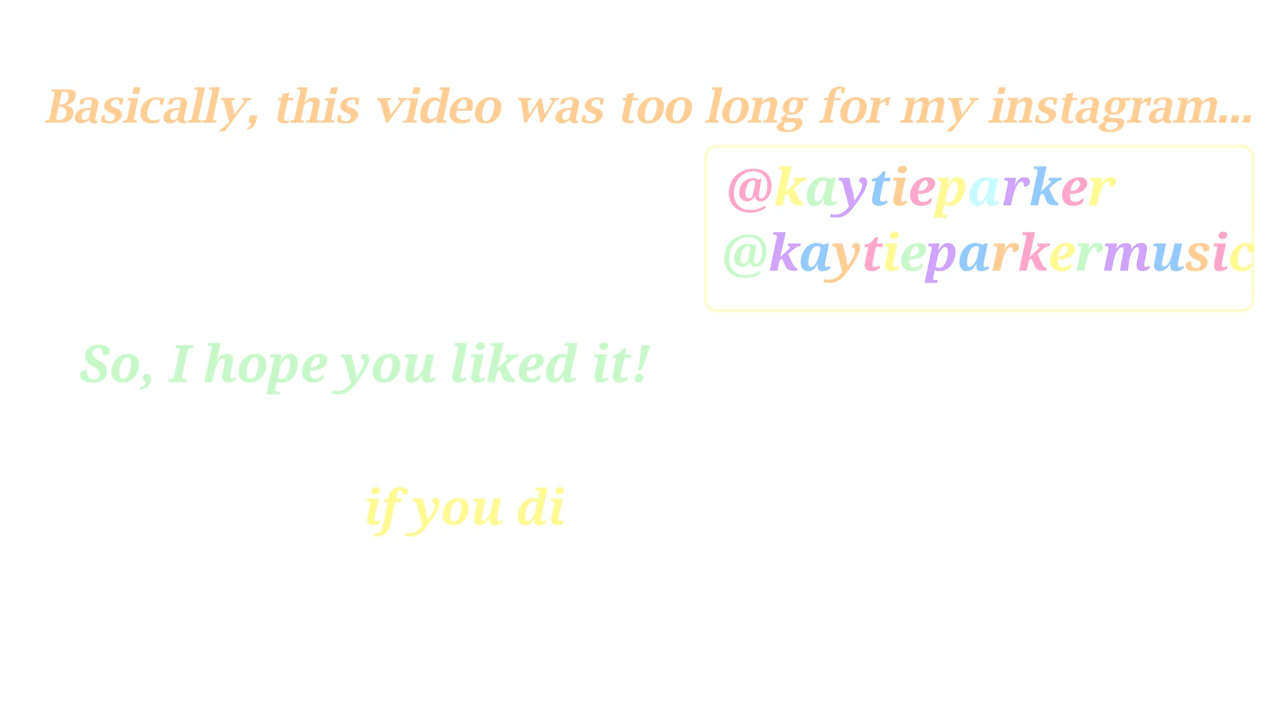 Basically, this video was too long for my instagram...
@kaytieparker
@kaytieparkermusic
So, I hope you liked it!
if you di